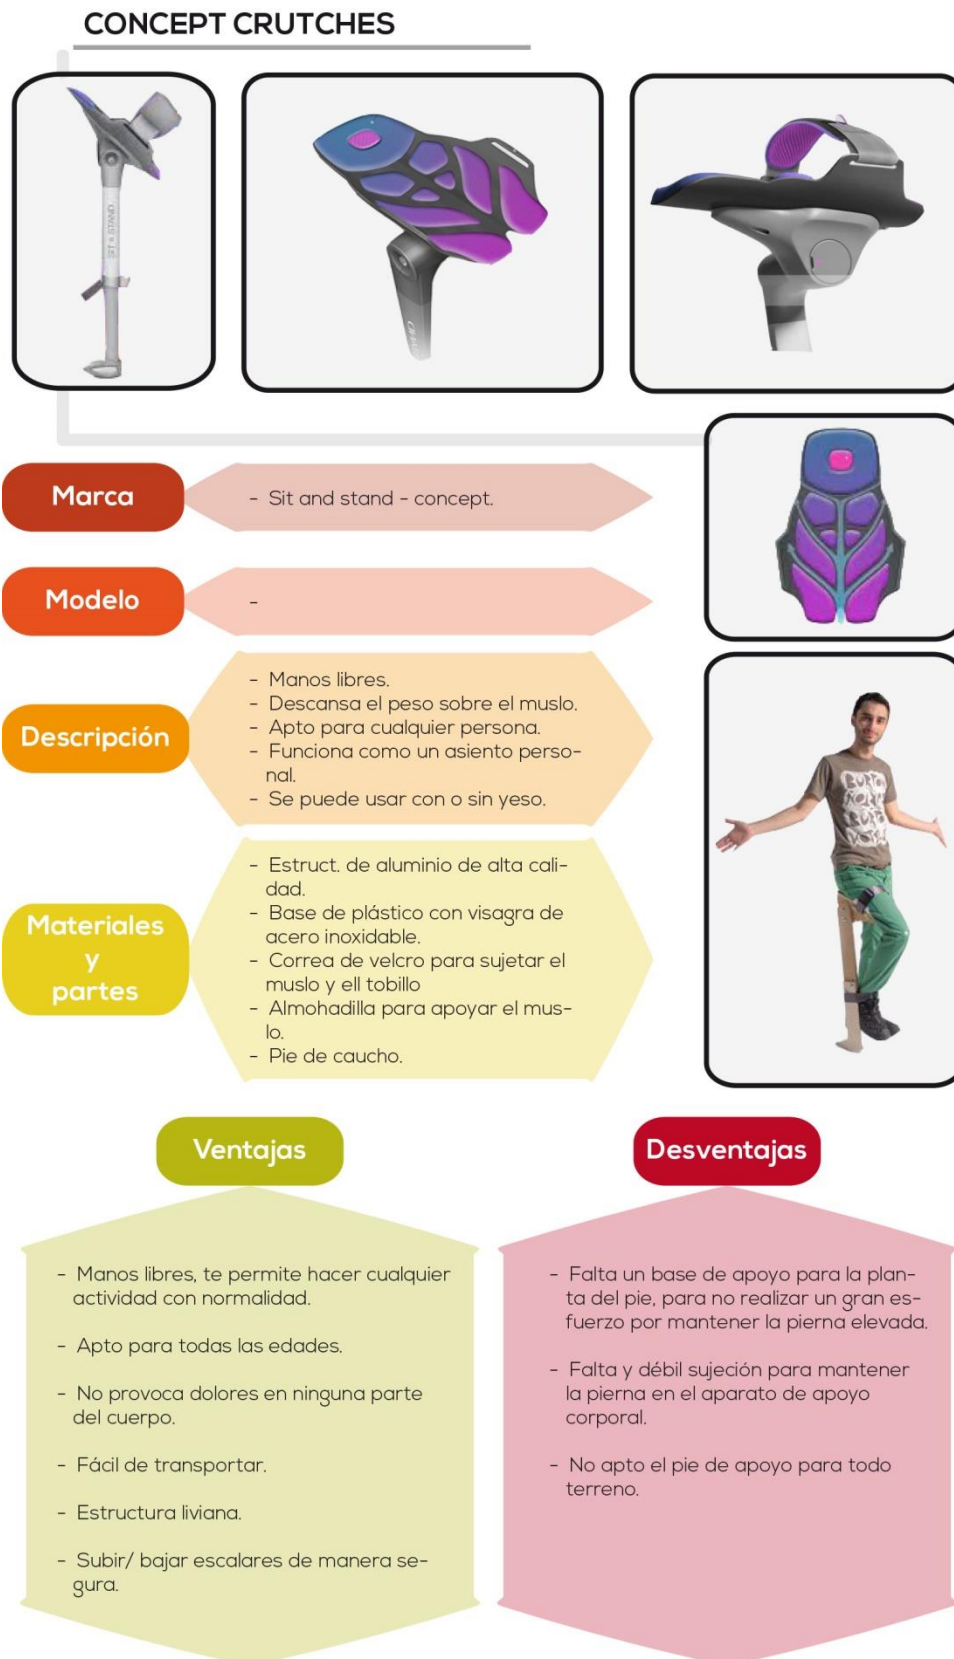 CONCEPT CRUTCHES
SIT & STAND
Marca
- Sit and stand - concept.
Modelo
-
Descripción
- Manos libres.
- Descansa el peso sobre el muslo.
- Apto para cualquier persona.
- Funciona como un asiento perso-
nal.
- Se puede usar con o sin yeso.
Materiales
y
partes
- Estruct. de aluminio de alta cali-
dad.
- Base de plástico con visagra de
acero inoxidable.
- Correa de velcro para sujetar el
muslo y ell tobillo
- Almohadilla para apoyar el mus-
lo.
- Pie de caucho.
Ventajas
- Manos libres, te permite hacer cualquier
actividad con normalidad.
- Apto para todas las edades.
- No provoca dolores en ninguna parte
del cuerpo.
- Fácil de transportar.
- Estructura liviana.
- Subir/ bajar escalares de manera se-
gura.
Desventajas
- Falta un base de apoyo para la plan-
ta del pie, para no realizar un gran es-
fuerzo por mantener la pierna elevada.
- Falta y débil sujeción para mantener
la pierna en el aparato de apoyo
corporal.
- No apto el pie de apoyo para todo
terreno.